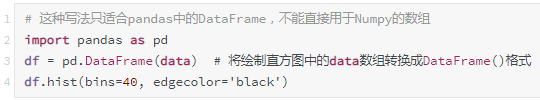 1 # 这种写法只适合pandas中的DataFrame，不能直接用于Numpy的数组
2 import pandas as pd
3 df = pd.DataFrame(data)  # 将绘制直方图中的data数组转换成DataFrame()格式
4 df.hist(bins=40, edgecolor='black')